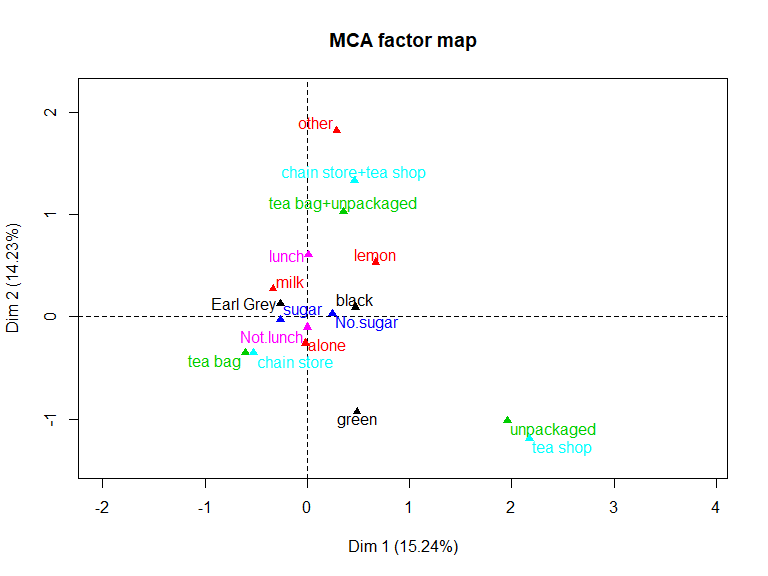 MCA factor map
Dim 2 (14.23%)
2
other
chain store+tea shop
tea bag+unpackaged
1
lunch
lemon
milk
Earl Grey
black
sugar
0
No.sugar
Not.lunch
alone
tea bag
chain store
-1
green
unpackaged
tea shop
-2
-1
0
1
2
3
4
Dim 1 (15.24%)